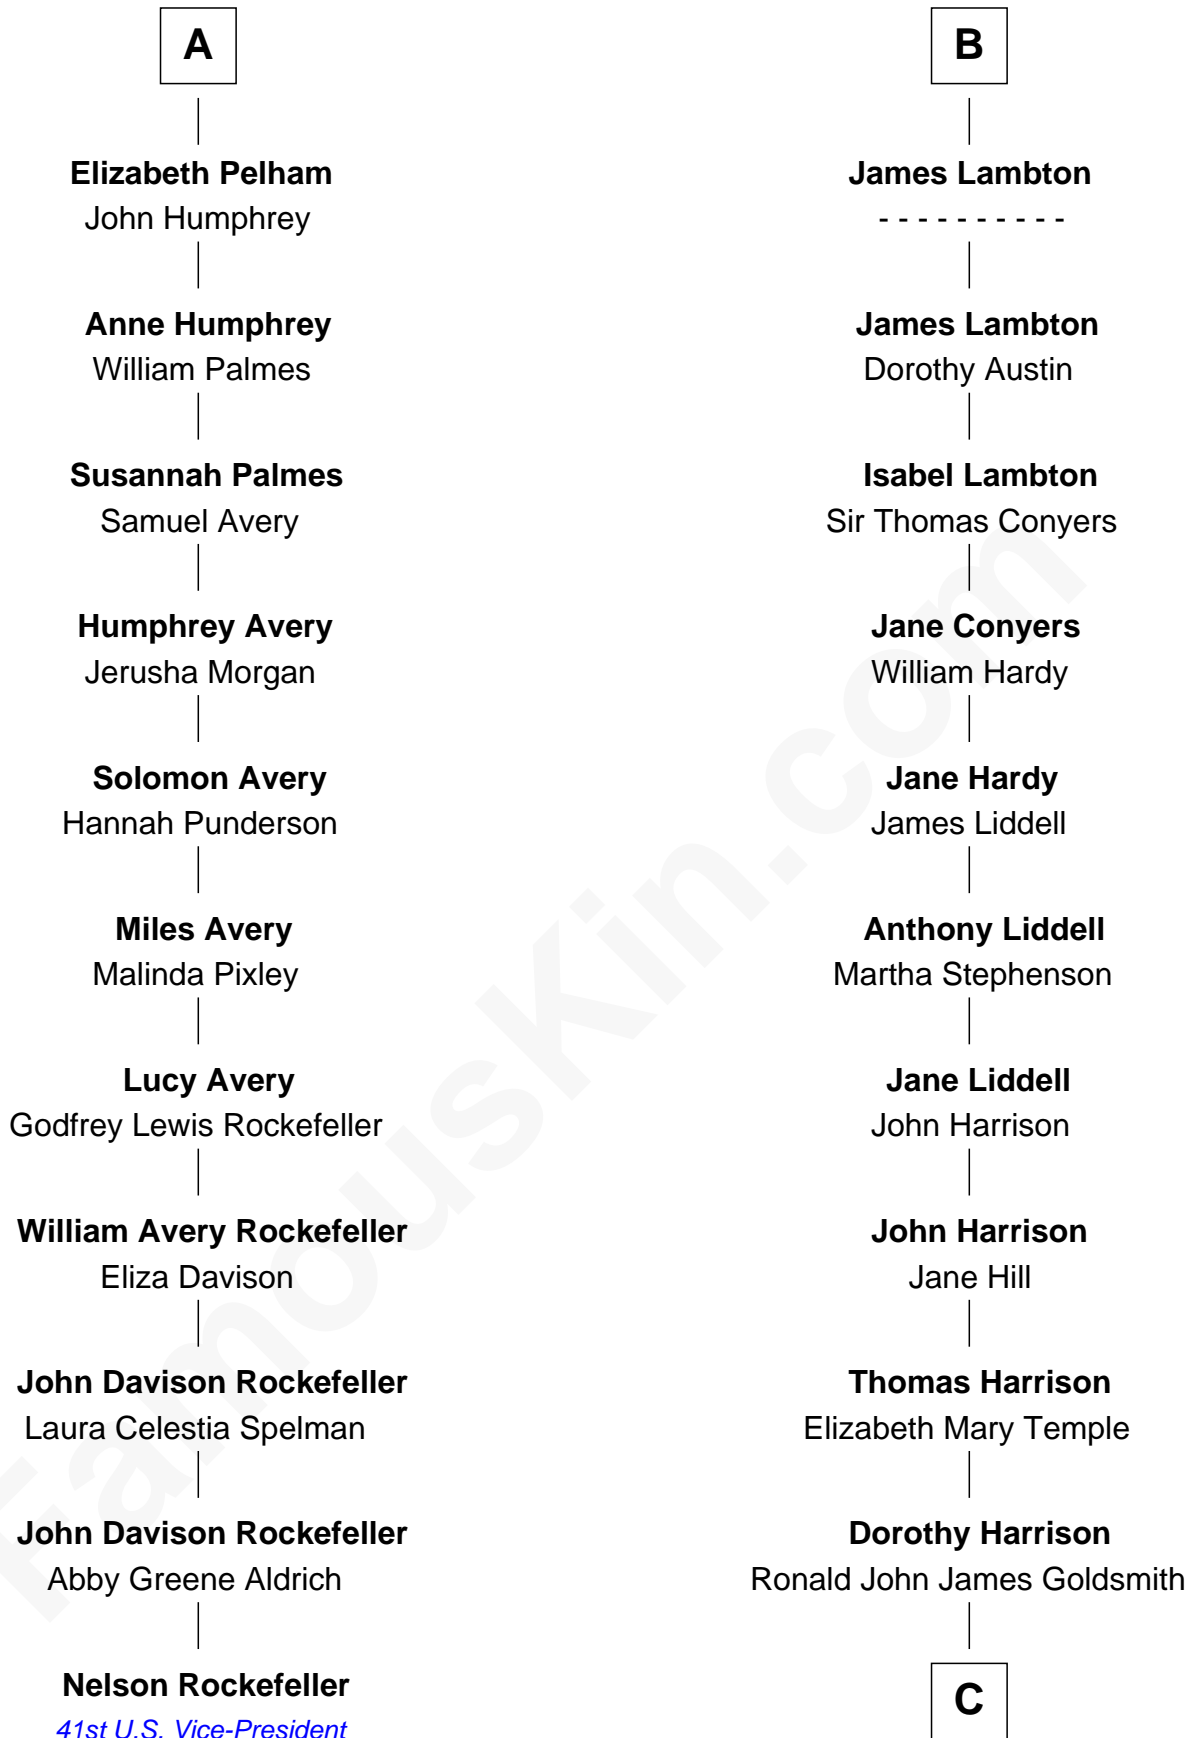 A
Elizabeth Pelham
John Humphrey
Anne Humphrey
William Palmes
Susannah Palmes
Samuel Avery
Humphrey Avery
Jerusha Morgan
Solomon Avery
Hannah Punderson
Miles Avery
Malinda Pixley
Lucy Avery
Godfrey Lewis Rockefeller
William Avery Rockefeller
Eliza Davison
John Davison Rockefeller
Laura Celestia Spelman
John Davison Rockefeller
Abby Greene Aldrich
Nelson Rockefeller
41st U.S. Vice-President
B
James Lambton
- - - - - - - - - -
James Lambton
Dorothy Austin
Isabel Lambton
Sir Thomas Conyers
Jane Conyers
William Hardy
Jane Hardy
James Liddell
Anthony Liddell
Martha Stephenson
Jane Liddell
John Harrison
John Harrison
Jane Hill
Thomas Harrison
Elizabeth Mary Temple
Dorothy Harrison
Ronald John James Goldsmith
C
FamousKin.com